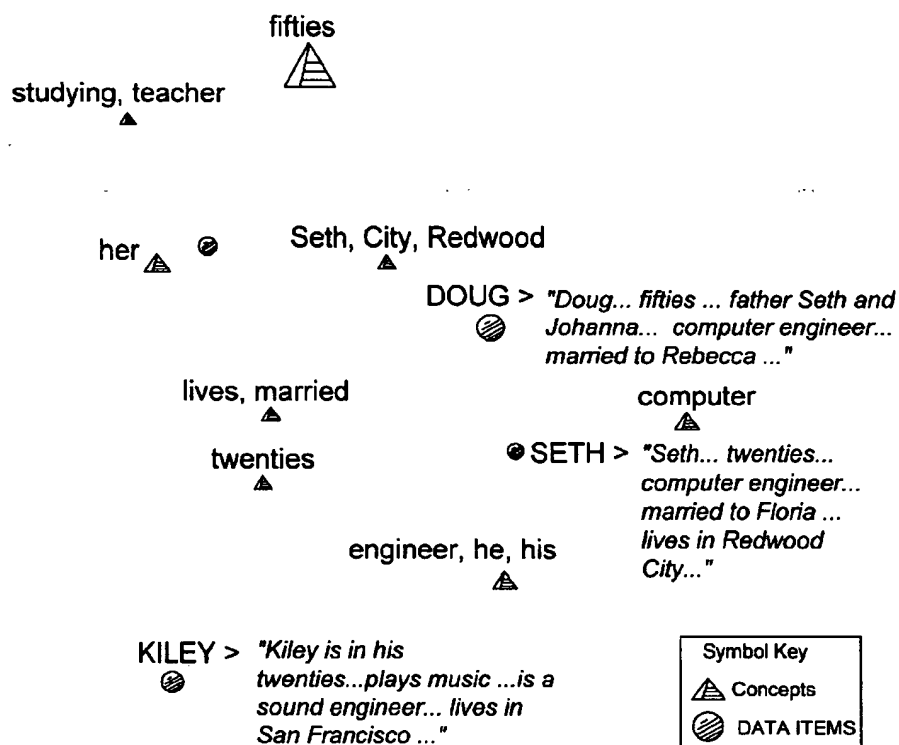 fifties
studying, teacher
her
Seth, City, Redwood
DOUG > "Doug... fifties ... father Seth and
Johanna... computer engineer...
married to Rebecca ..."
lives, married
computer
twenties
SETH > "Seth... twenties...
computer engineer...
married to Floria ...
lives in Redwood
City..."
engineer, he, his
KILEY > "Kiley is in his
twenties...plays music ...is a
sound engineer... lives in
San Francisco ..."
Symbol Key
Concepts
DATA ITEMS